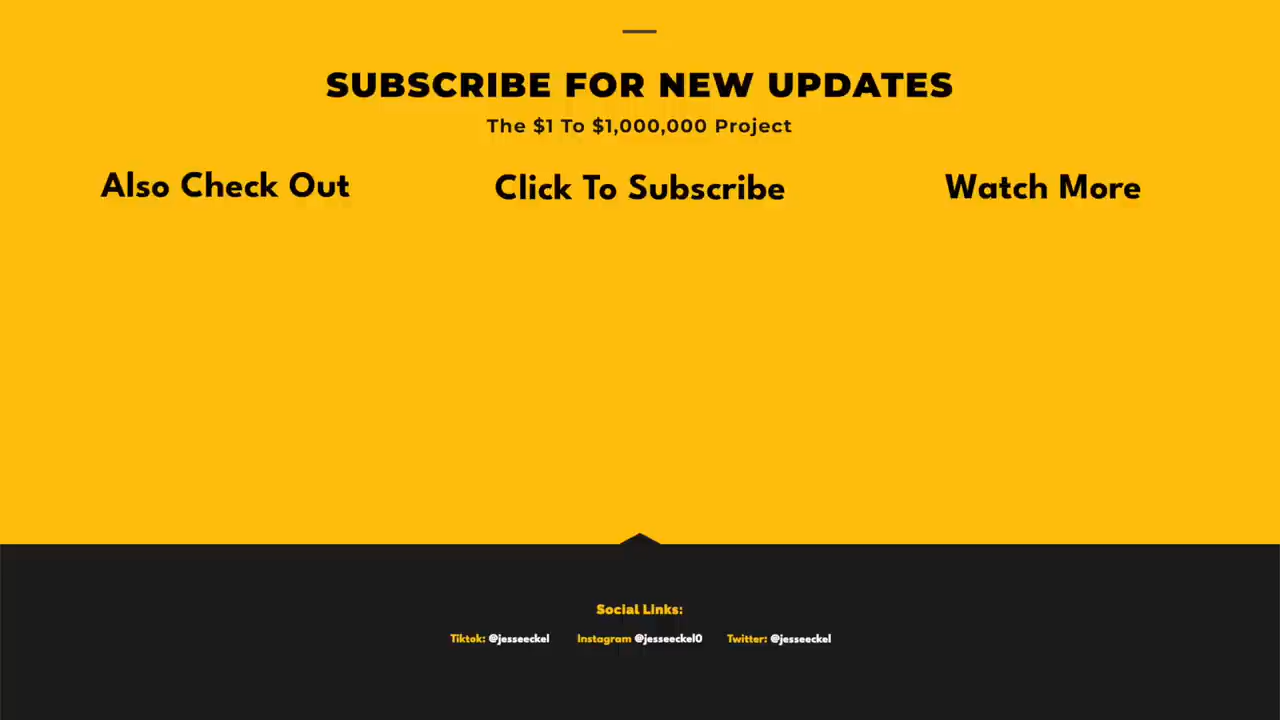 SUBSCRIBE FOR NEW UPDATES
The $1 To $1,000,000 Project
Also Check Out
Click To Subscribe
Watch More
Social Links:
Tiktok: @jesseeckel
Instagram @jesseeckel0
Twitter: @jesseeckel